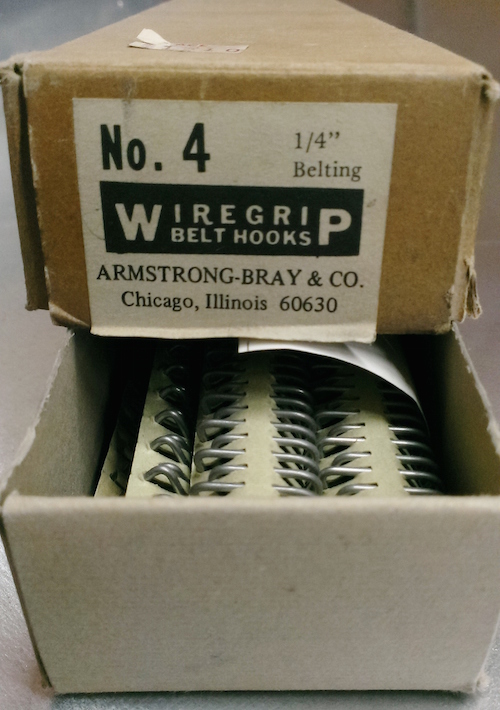 No. 4
1/4”
Belting
WIREGRIP
BELT HOOKS
ARMSTRONG-BRAY & CO.
Chicago, Illinois 60630